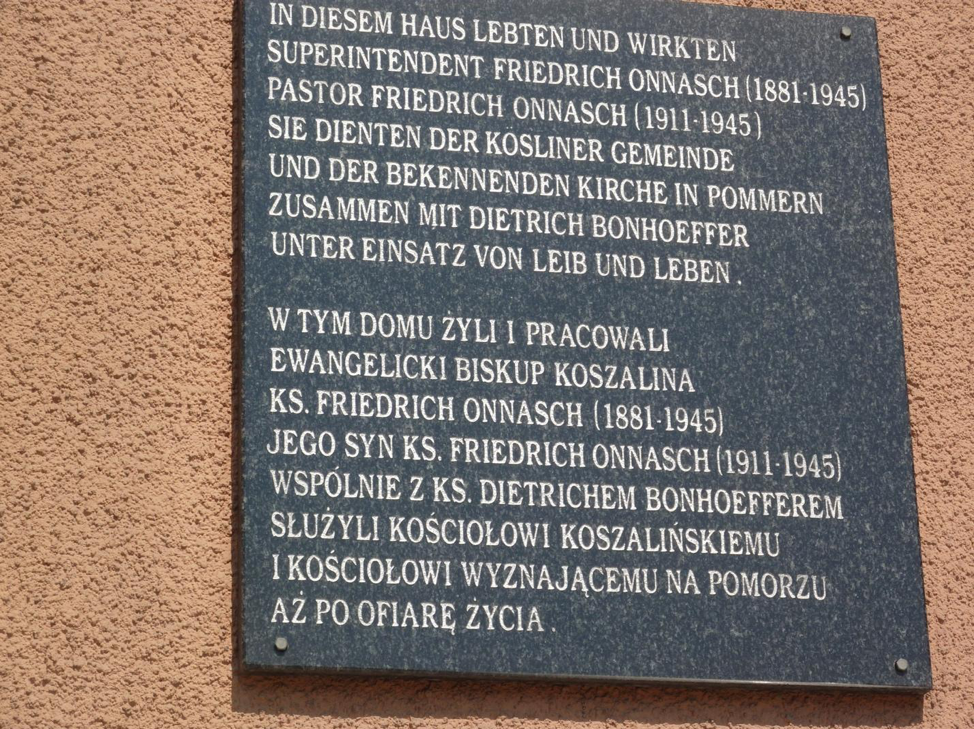 IN DIESEM HAUS LEBTEN UND WIRKTEN
SUPERINTENDENT FRIEDRICH ONNASCH (1881-1945)
PASTOR FRIEDRICH ONNASCH (1911-1945)
SIE DIENTEN DER KOSLINER GEMEINDE
UND DER BEKENNENDEN KIRCHE IN POMMERN
ZUSAMMEN MIT DIETRICH BONHOEFFER
UNTER EINSATZ VON LEIB UND LEBEN.
W TYM DOMU ŻYLI I PRACOWALI
EWANGELICKI BISKUP KOSZALINA
KS. FRIEDRICH ONNASCH (1881-1945)
JEGO SYN KS. FRIEDRICH ONNASCH (1911-1945)
WSPÓLNIE Z KS. DIETRICHEM BONHOEFFEREM
SŁUŻYLI KOŚCIOŁOWI KOSZALIŃSKIEMU
I KOŚCIOŁOWI WYZNAJĄCEMU NA POMORZU
AŻ PO OFIARĘ ŻYCIA.